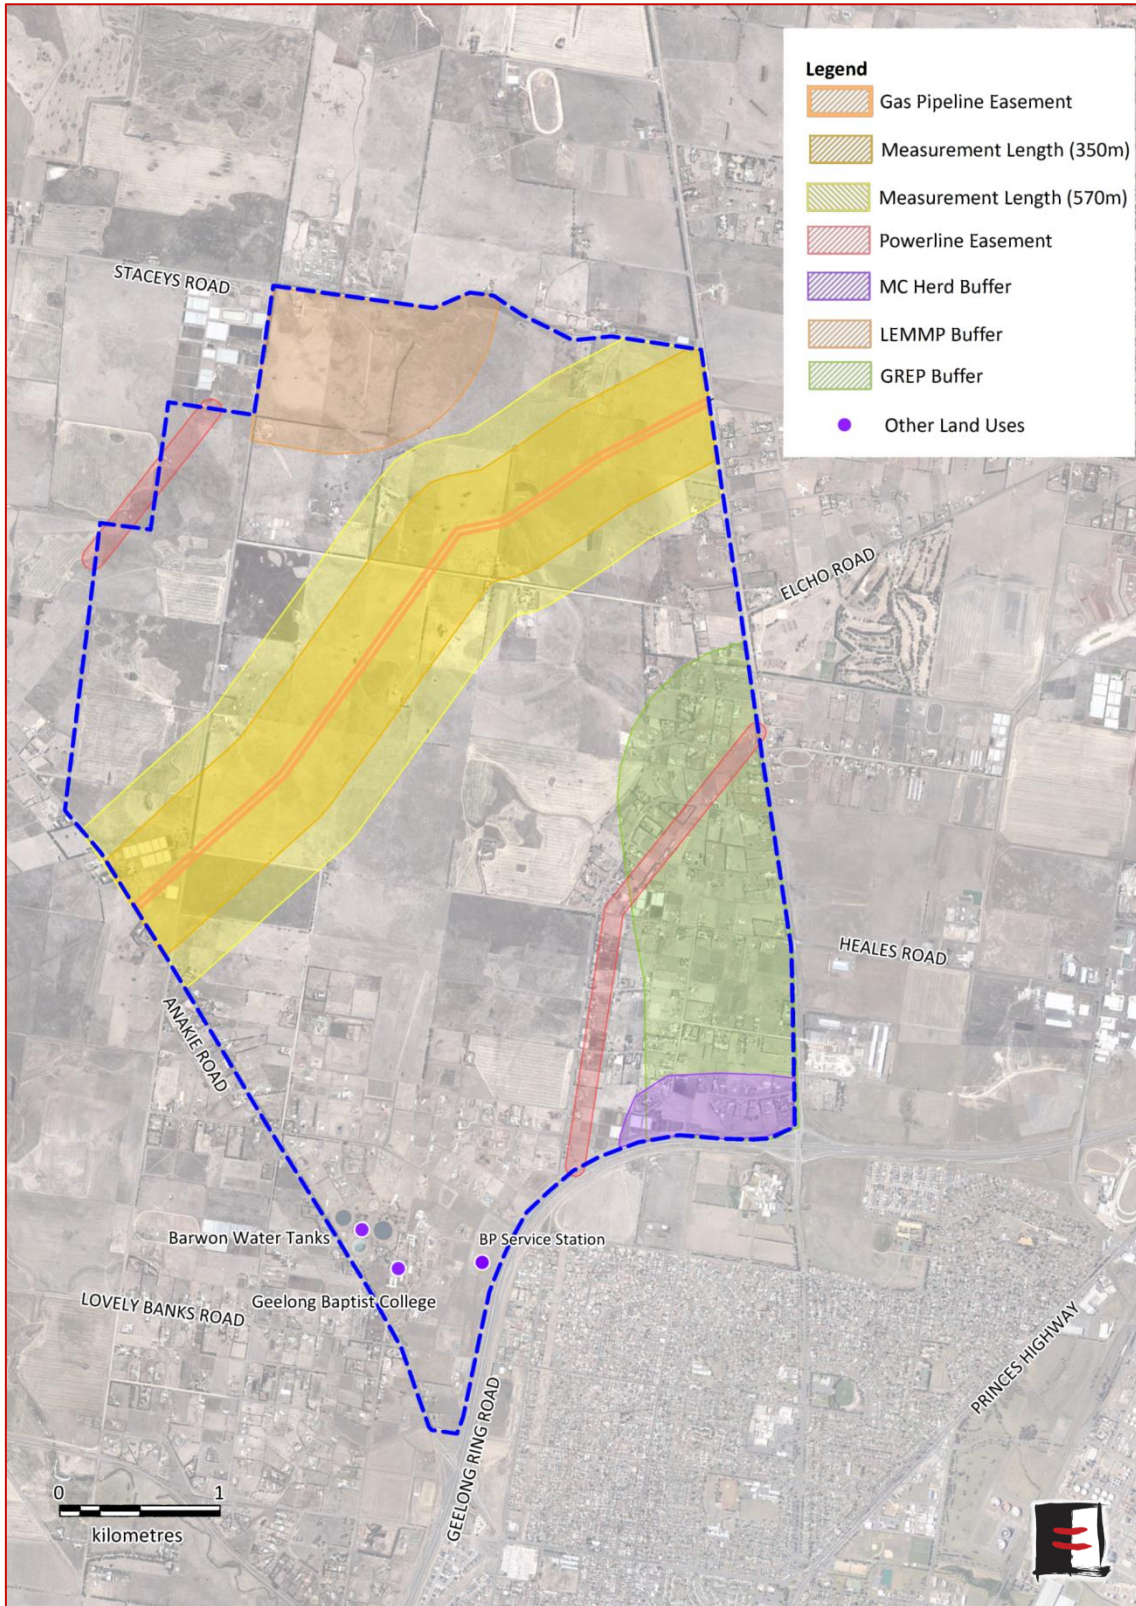 Legend
Gas Pipeline Easement
Measurement Length (350m)
Measurement Length (570m)
Powerline Easement
MC Herd Buffer
LEMMP Buffer
GREP Buffer
Other Land Uses
STACEYS ROAD
ELCHO ROAD
HEALES ROAD
ANAKIE ROAD
Barwon Water Tanks
BP Service Station
Geelong Baptist College
LOVELY BANKS ROAD
PRINCES HIGHWAY
GEELONG RING ROAD
0 1
kilometres